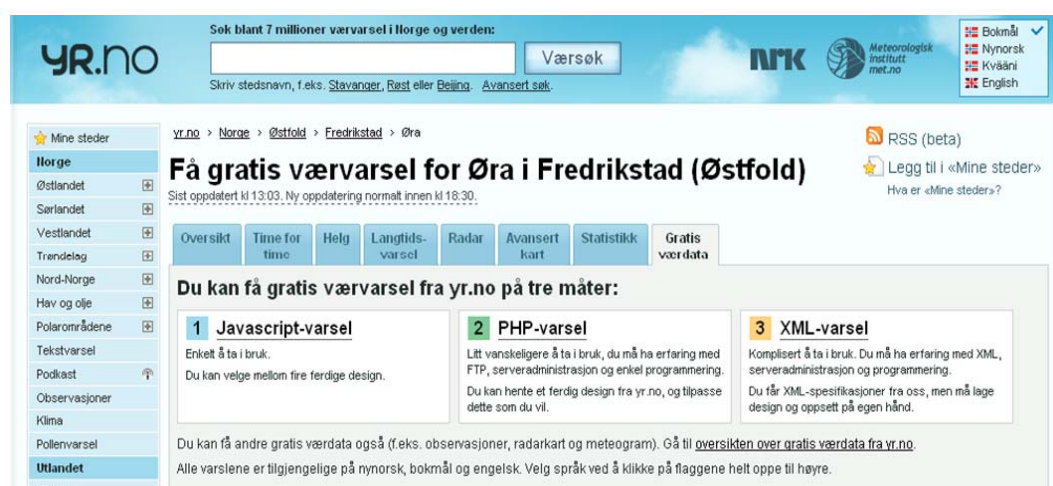 Søk blant 7 millioner værvarsel i Norge og verden:
YR.NO
Værsøk
Skriv stedsnavn, f.eks. Stavanger, Røst eller Beijing. Avansert søk.
NRK
Meteorologisk
institutt
met.no
Bokmål
Nynorsk
Kvääni
English
Mine steder
Norge
Østlandet
Sørlandet
Vestlandet
Trøndelag
Nord-Norge
Hav og olje
Polarområdene
Tekstvarsel
Podkast
Observasjoner
Klima
Pollenvarsel
Utlandet
yr.no > Norge > Østfold > Fredrikstad > Øra
Få gratis værvarsel for Øra i Fredrikstad (Østfold)
Sist oppdatert kl 13:03. Ny oppdatering normalt innen kl 18:30.
RSS (beta)
Legg til i «Mine steder»
Hva er «Mine steder»?
Oversikt
Time for
time
Helg
Langtids-
varsel
Radar
Avansert
kart
Statistikk
Gratis
værdata
Du kan få gratis værvarsel fra yr.no på tre måter:
1 Javascript-varsel
Enkelt å ta i bruk.
Du kan velge mellom fire ferdige design.
2 PHP-varsel
Litt vanskeligere å ta i bruk, du må ha erfaring med
FTP, serveradministrasjon og enkel programmering.
Du kan hente et ferdig design fra yr.no, og tilpasse
dette som du vil.
3 XML-varsel
Komplisert å ta i bruk. Du må ha erfaring med XML,
serveradministrasjon og programmering.
Du får XML-spesifikasjoner fra oss, men må lage
design og oppsett på egen hånd.
Du kan få andre gratis værdata også (f.eks. observasjoner, radarkart og meteogram). Gå til oversikten over gratis værdata fra yr.no.
Alle varslene er tilgjengelige på nynorsk, bokmål og engelsk. Velg språk ved å klikke på flaggene helt oppe til høyre.